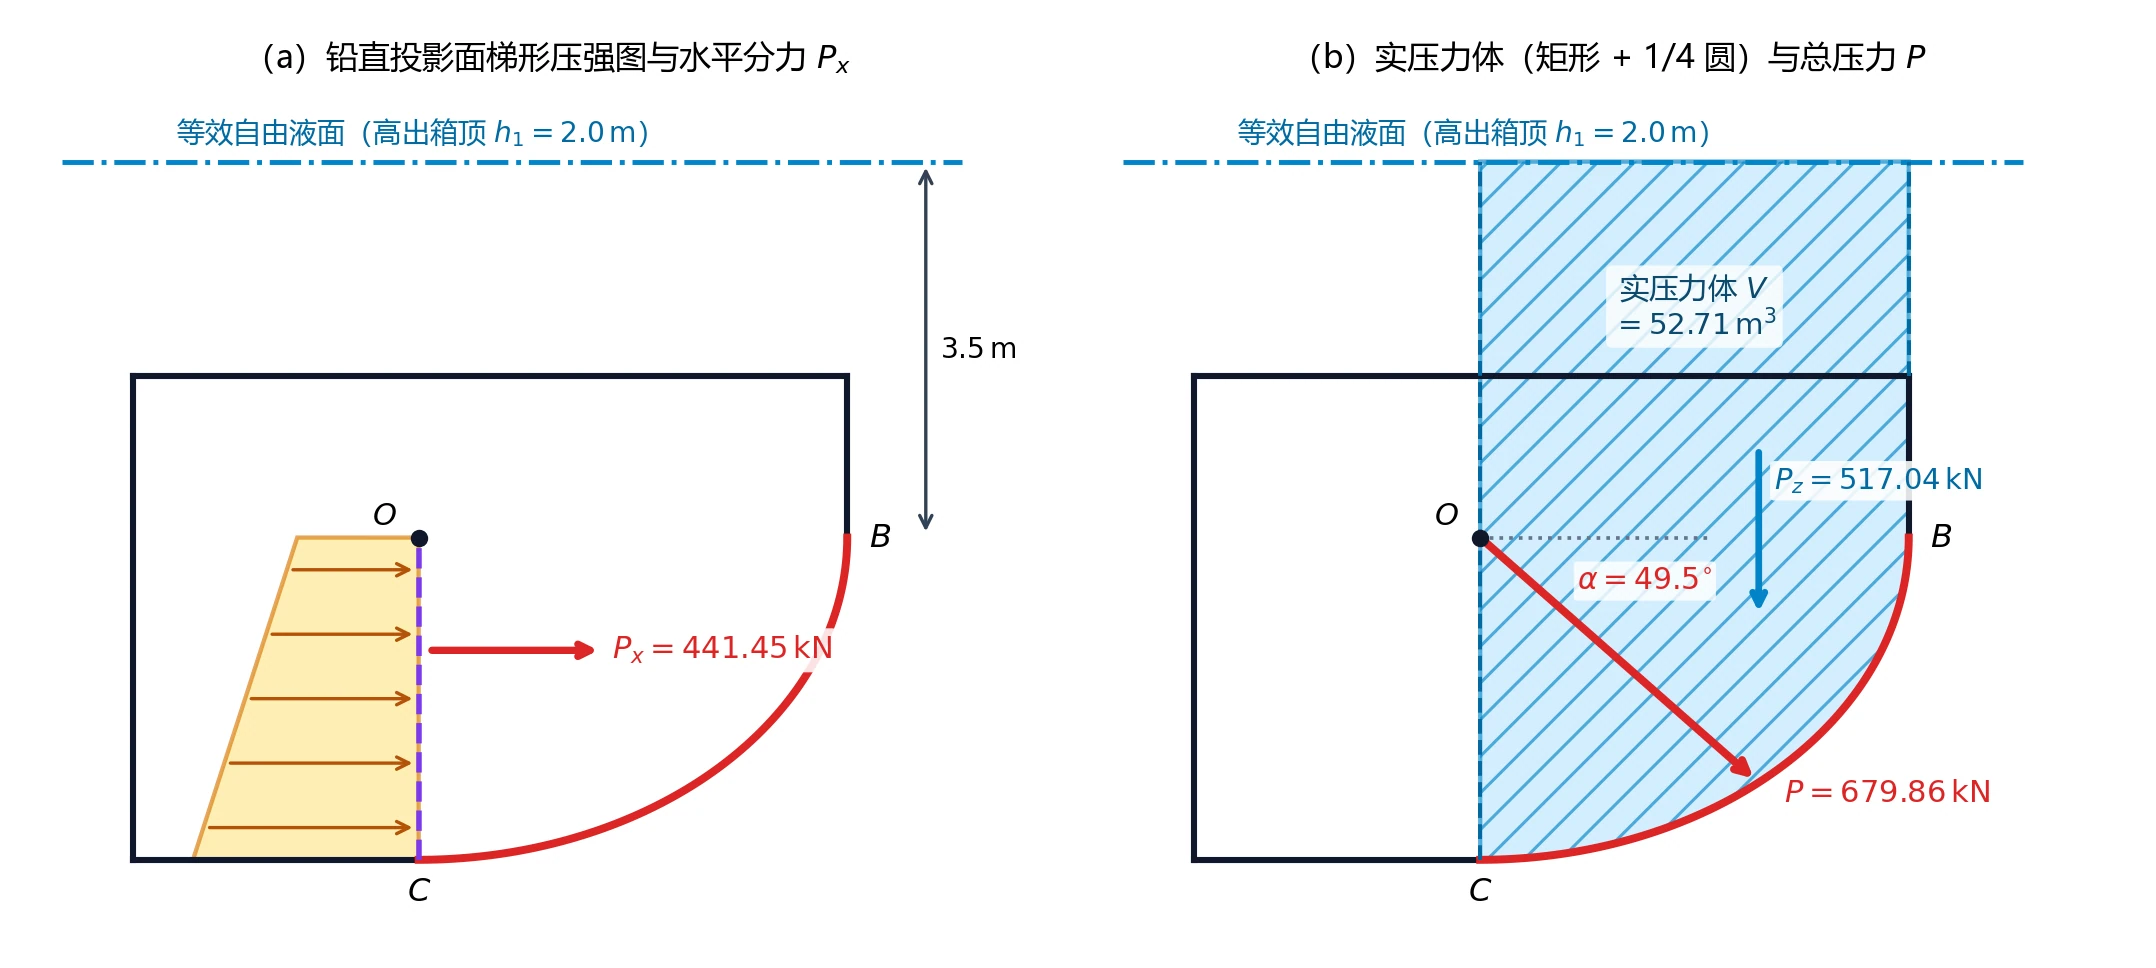 （a）铅直投影面梯形压强图与水平分力 Pₓ
等效自由液面（高出箱顶 h₁ = 2.0 m）
3.5 m
O
B
Pₓ = 441.45 kN
C
（b）实压力体（矩形 + 1/4 圆）与总压力 P
等效自由液面（高出箱顶 h₁ = 2.0 m）
实压力体 V
= 52.71 m³
P_z = 517.04 kN
O
B
α = 49.5°
P = 679.86 kN
C